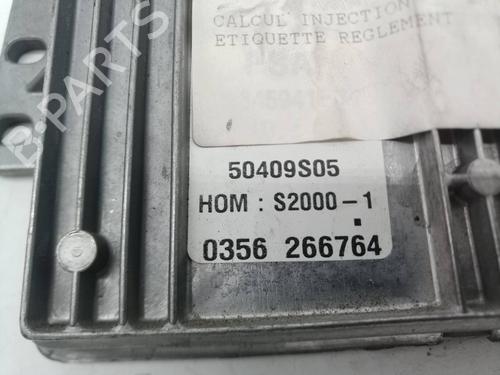 CALCUL INJECTION
ETIQUETTE REGLEMENT
50409S05
HOM : S2000-1
0356 266764
B-PARTS